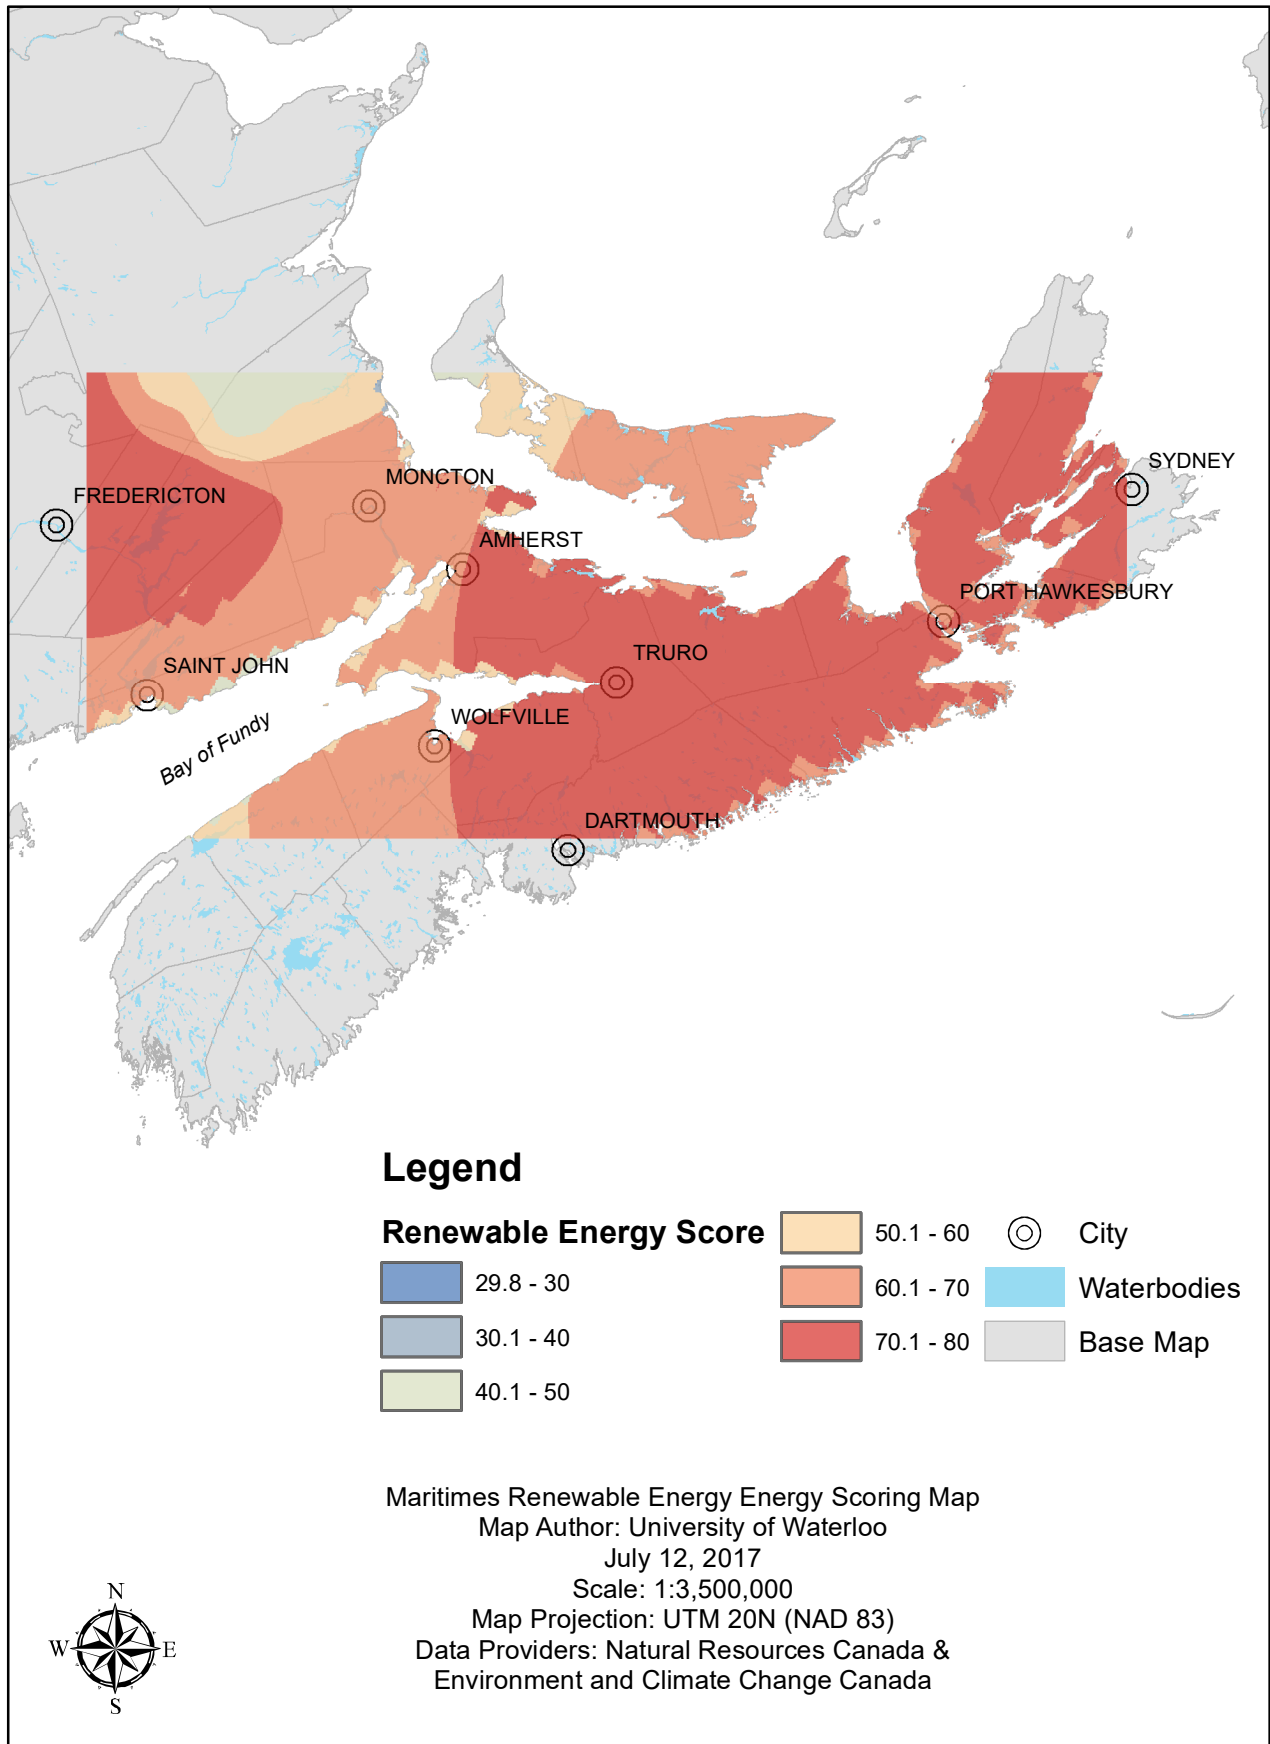 SYDNEY
MONCTON
FREDERICTON
AMHERST
PORT HAWKESBURY
TRURO
SAINT JOHN
WOLFVILLE
Bay of Fundy
DARTMOUTH
Legend
Renewable Energy Score
29.8 - 30
30.1 - 40
40.1 - 50
50.1 - 60
60.1 - 70
70.1 - 80
City
Waterbodies
Base Map
Maritimes Renewable Energy Energy Scoring Map
Map Author: University of Waterloo
July 12, 2017
Scale: 1:3,500,000
Map Projection: UTM 20N (NAD 83)
Data Providers: Natural Resources Canada &
Environment and Climate Change Canada
N
W E
S